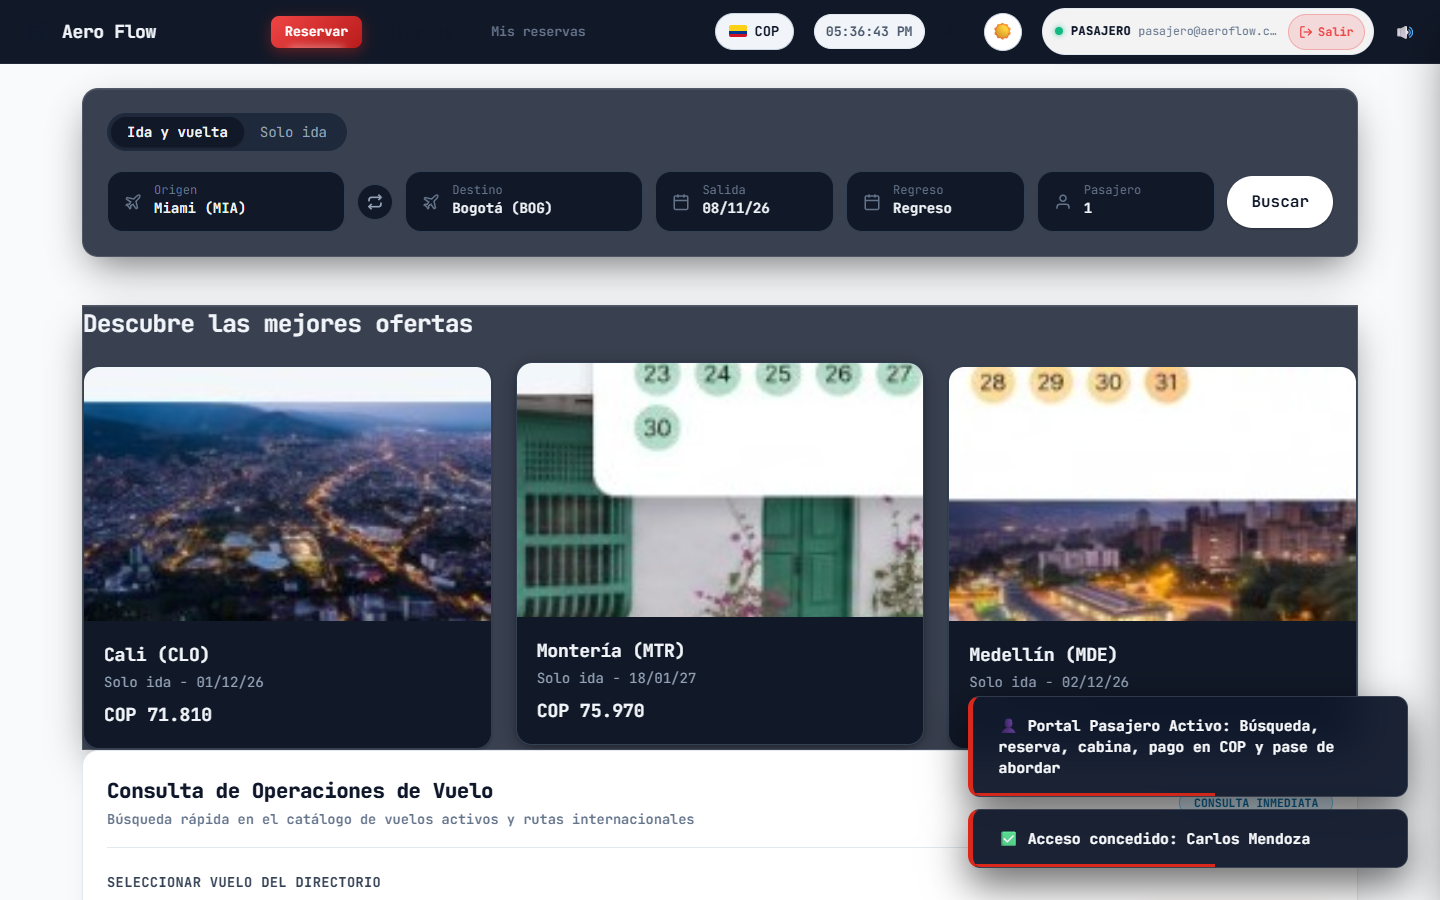 Aero Flow
Reservar
Mis reservas
COP
05:36:43 PM
PASAJERO pasajero@aeroflow.c…
Salir
Ida y vuelta
Solo ida
Origen
Miami (MIA)
Destino
Bogotá (BOG)
Salida
08/11/26
Regreso
Regreso
Pasajero
1
Buscar
Descubre las mejores ofertas
23 24 25 26 27
30
28 29 30 31
Cali (CLO)
Solo ida - 01/12/26
COP 71.810
Montería (MTR)
Solo ida - 18/01/27
COP 75.970
Medellín (MDE)
Solo ida - 02/12/26
Portal Pasajero Activo: Búsqueda,
reserva, cabina, pago en COP y pase de
abordar
Consulta de Operaciones de Vuelo
Búsqueda rápida en el catálogo de vuelos activos y rutas internacionales
CONSULTA INMEDIATA
Acceso concedido: Carlos Mendoza
SELECCIONAR VUELO DEL DIRECTORIO